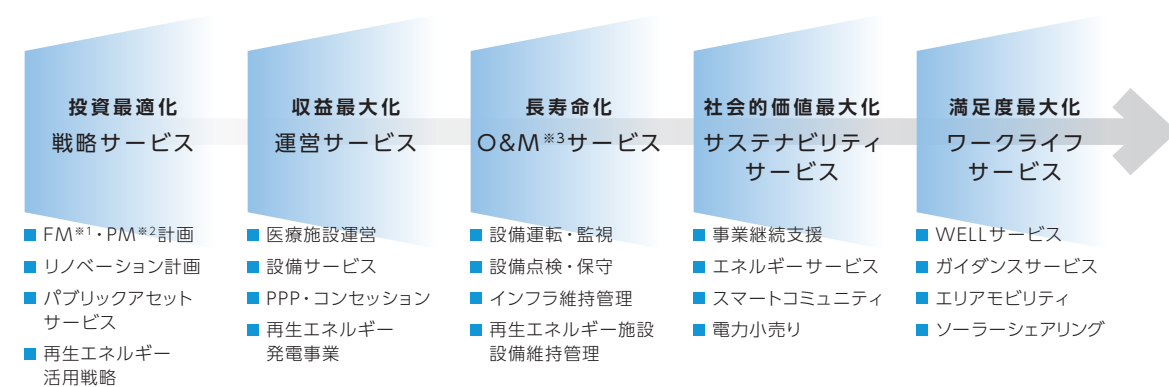 投資最適化
戦略サービス
収益最大化
運営サービス
長寿命化
O&M※3サービス
社会的価値最大化
サステナビリティ
サービス
満足度最大化
ワークライフ
サービス
FM※1・PM※2計画
リノベーション計画
パブリックアセット
サービス
再生エネルギー
活用戦略
医療施設運営
設備サービス
PPP・コンセッション
再生エネルギー
発電事業
設備運転・監視
設備点検・保守
インフラ維持管理
再生エネルギー施設
設備維持管理
事業継続支援
エネルギーサービス
スマートコミュニティ
電力小売り
WELLサービス
ガイダンスサービス
エリアモビリティ
ソーラーシェアリング